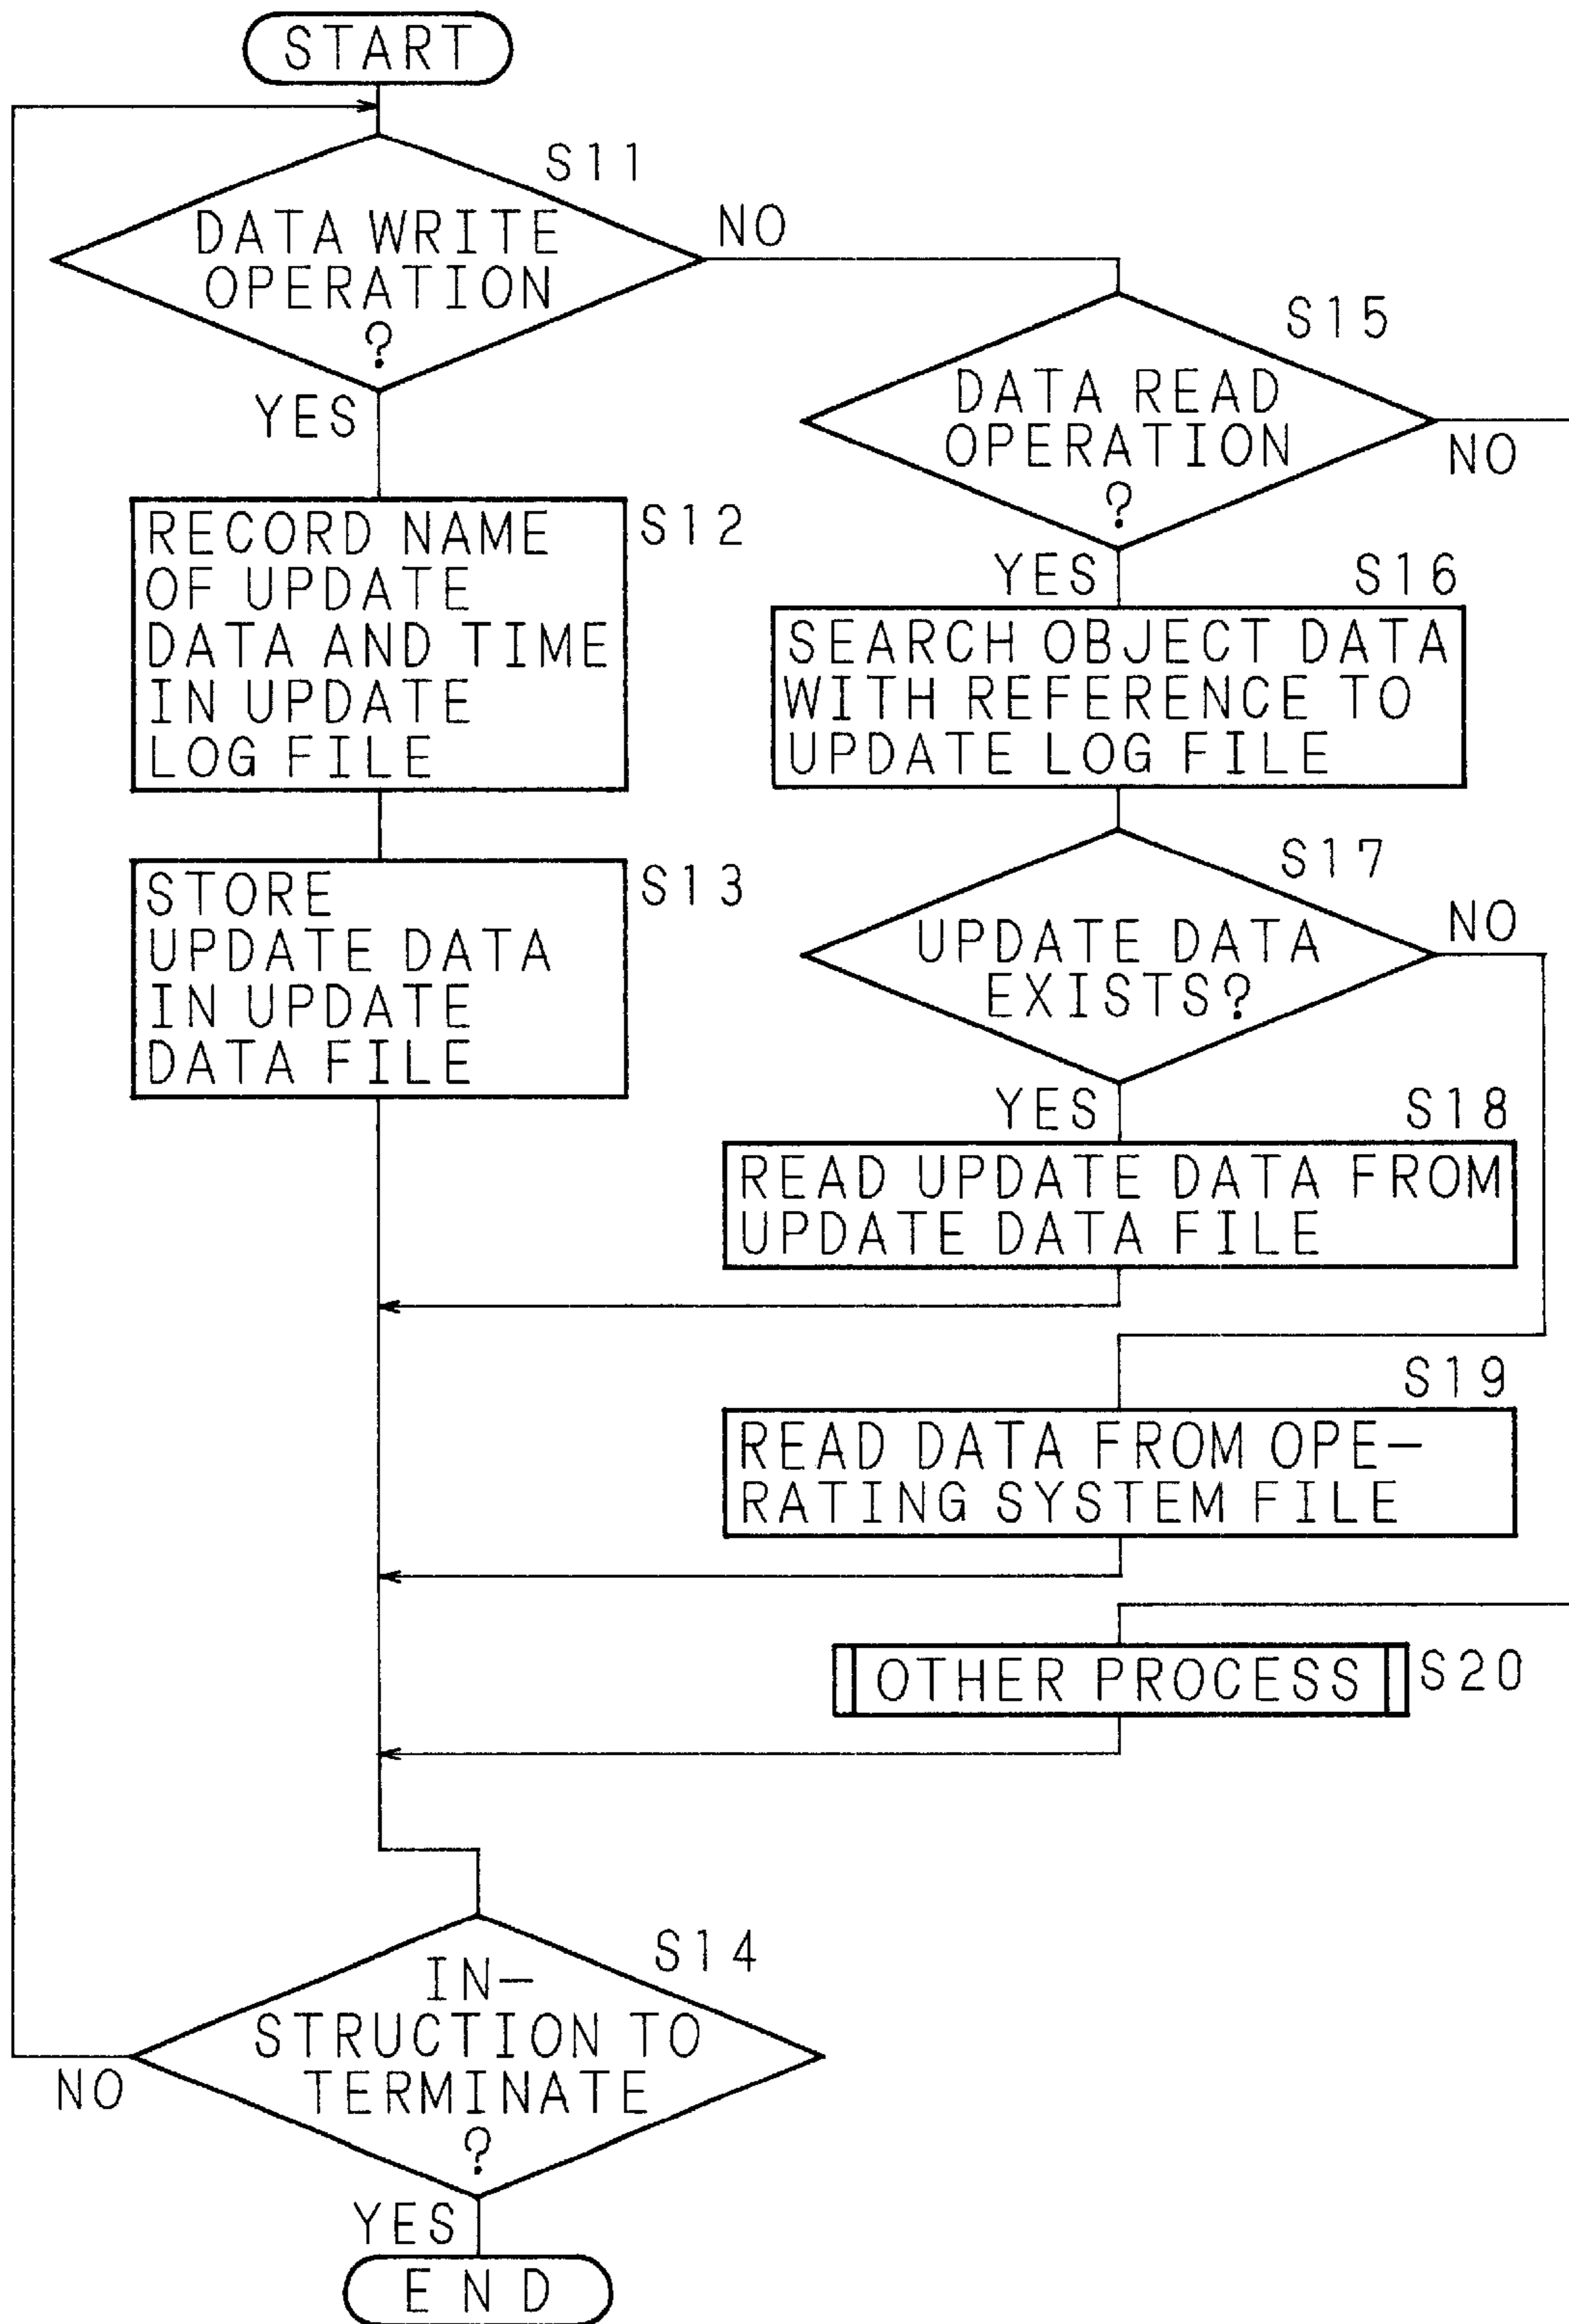 START
S11
DATA WRITE
OPERATION
?
NO
YES
S12
RECORD NAME
OF UPDATE
DATA AND TIME
IN UPDATE
LOG FILE
S13
STORE
UPDATE DATA
IN UPDATE
DATA FILE
S15
DATA READ
OPERATION
?
NO
YES
S16
SEARCH OBJECT DATA
WITH REFERENCE TO
UPDATE LOG FILE
S17
UPDATE DATA
EXISTS?
NO
YES
S18
READ UPDATE DATA FROM
UPDATE DATA FILE
S19
READ DATA FROM OPE-
RATING SYSTEM FILE
OTHER PROCESS
S20
S14
IN-
STRUCTION TO
TERMINATE
?
NO
YES
END